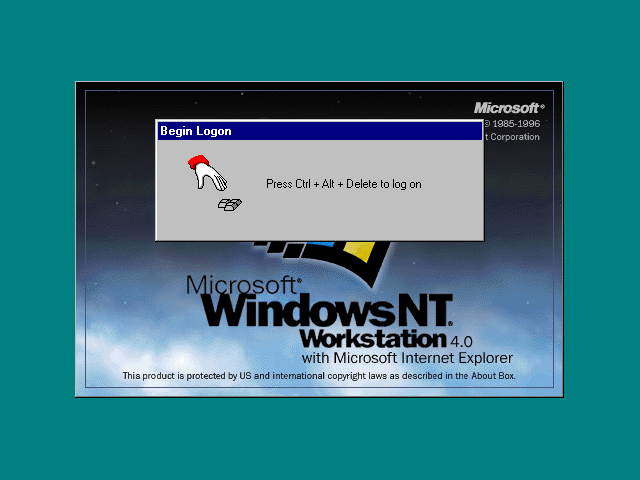 Microsoft®
© 1985-1996
t Corporation
Begin Logon
Press Ctrl + Alt + Delete to log on
Microsoft®
Windows NT®
Workstation 4.0
with Microsoft Internet Explorer
This product is protected by US and international copyright laws as described in the About Box.